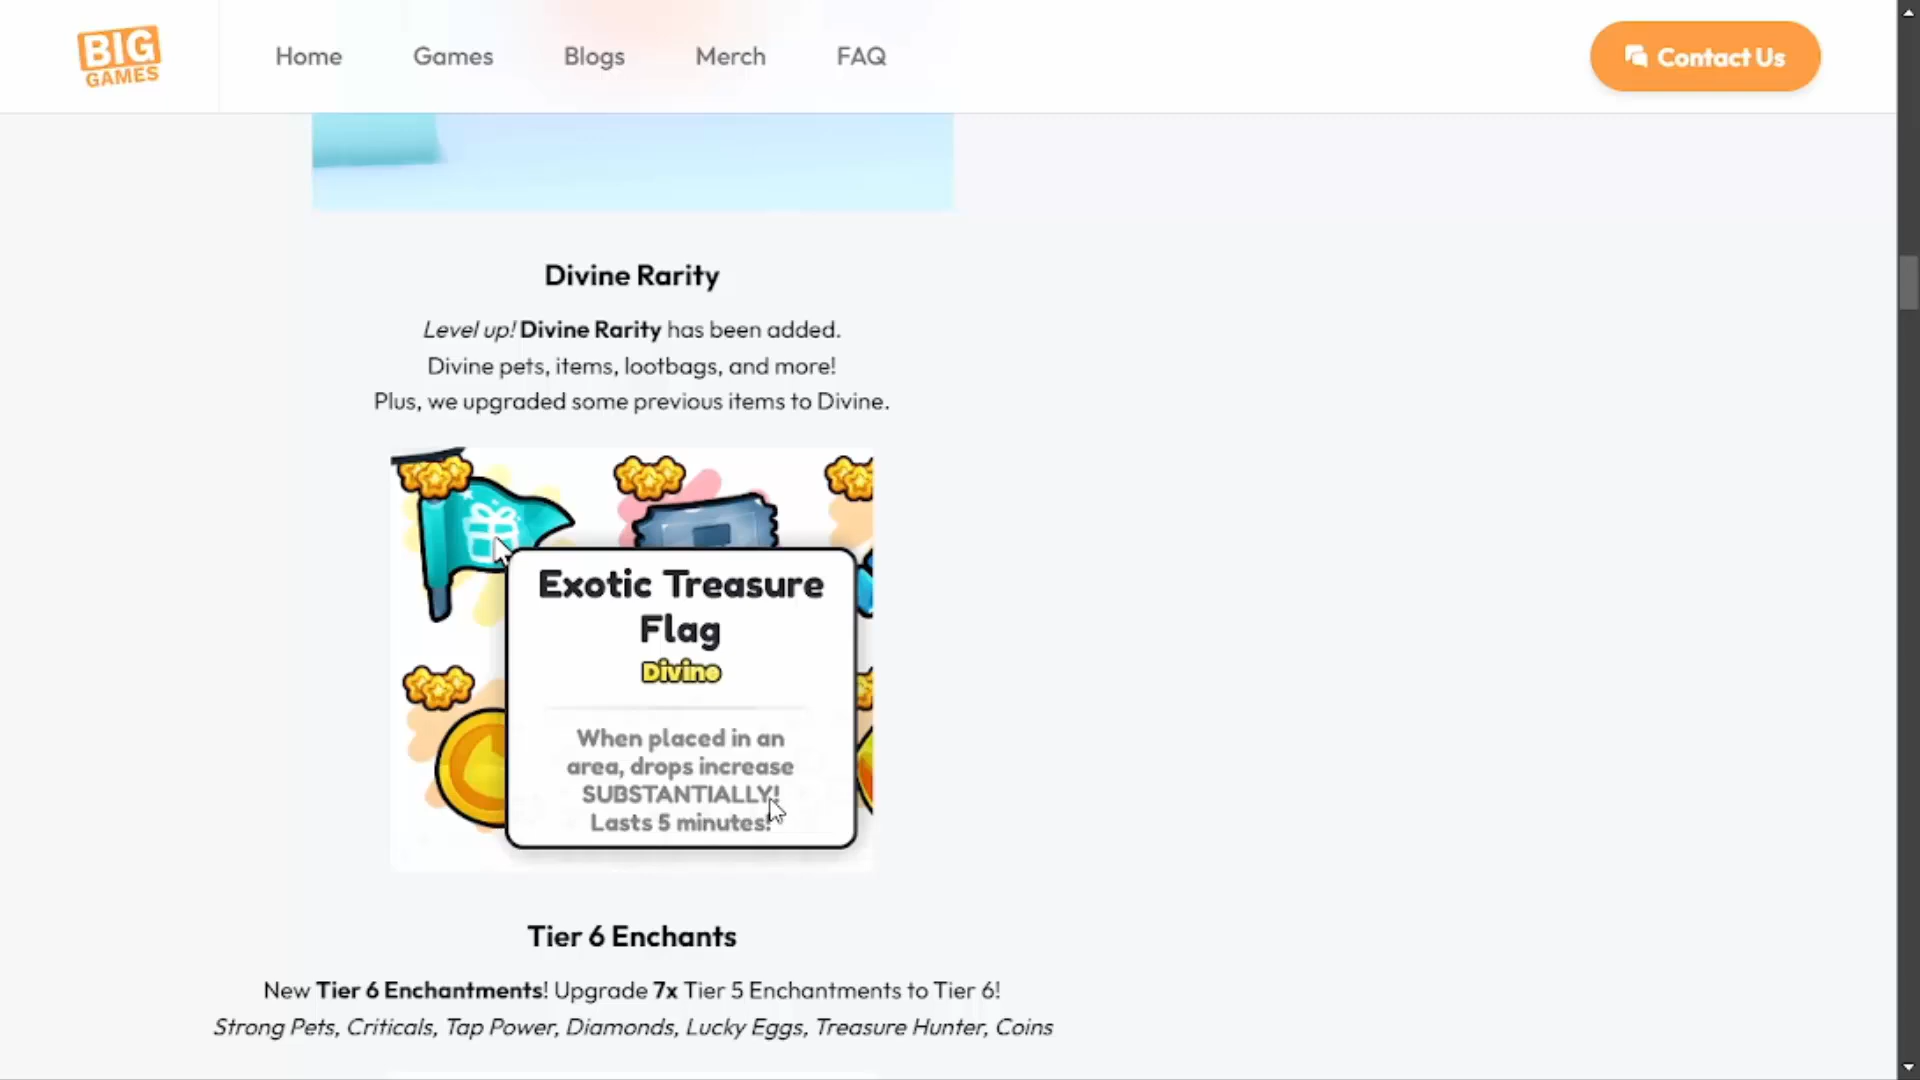 BIG
GAMES
Home
Games
Blogs
Merch
FAQ
Contact Us
Divine Rarity
Level up! Divine Rarity has been added.
Divine pets, items, lootbags, and more!
Plus, we upgraded some previous items to Divine.
Exotic Treasure
Flag
Divine
When placed in an
area, drops increase
SUBSTANTIALLY!
Lasts 5 minutes!
Tier 6 Enchants
New Tier 6 Enchantments! Upgrade 7x Tier 5 Enchantments to Tier 6!
Strong Pets, Criticals, Tap Power, Diamonds, Lucky Eggs, Treasure Hunter, Coins